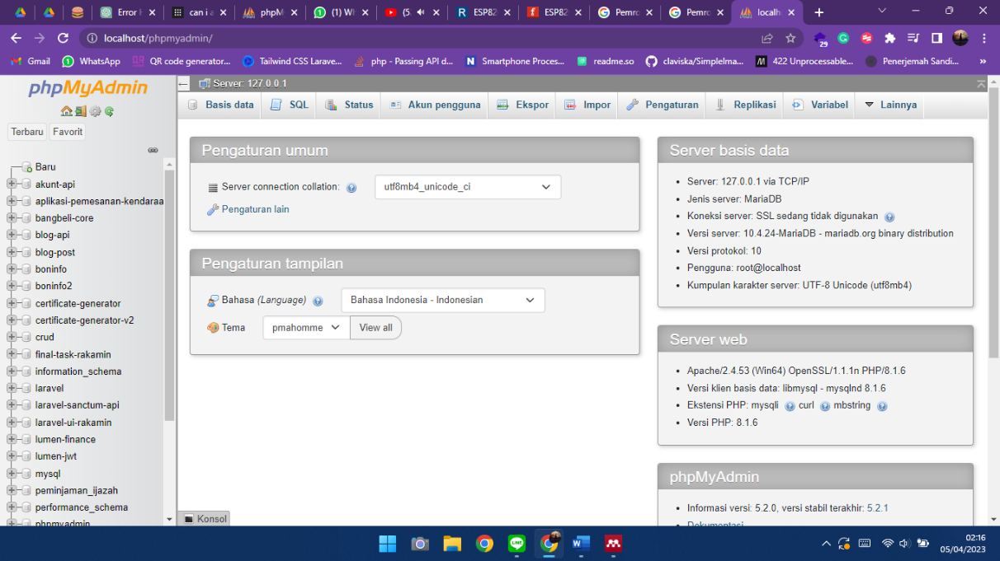 Error H
can i a
phpMy
(1) Wh
(5
ESP82
ESP82
Pemro
Pemro
localh
localhost/phpmyadmin/
29
Gmail
WhatsApp
QR code generator...
Tailwind CSS Larave...
php - Passing API d...
Smartphone Proces...
readme.so
claviska/SimpleIma...
422 Unprocessable...
Penerjemah Sandi...
»
phpMyAdmin
Terbaru
Favorit
Baru
akunt-api
aplikasi-pemesanan-kendaraa
bangbeli-core
blog-api
blog-post
boninfo
boninfo2
certificate-generator
certificate-generator-v2
crud
final-task-rakamin
information_schema
laravel
laravel-sanctum-api
laravel-ui-rakamin
lumen-finance
lumen-jwt
mysql
peminjaman_ijazah
performance_schema
phpmyadmin
Server: 127.0.0.1
Basis data
SQL
Status
Akun pengguna
Ekspor
Impor
Pengaturan
Replikasi
Variabel
Lainnya
Pengaturan umum
Server connection collation:
utf8mb4_unicode_ci
Pengaturan lain
Pengaturan tampilan
Bahasa (Language)
Bahasa Indonesia - Indonesian
Tema
pmahomme
View all
Server basis data
Server: 127.0.0.1 via TCP/IP
Jenis server: MariaDB
Koneksi server: SSL sedang tidak digunakan
Versi server: 10.4.24-MariaDB - mariadb.org binary distribution
Versi protokol: 10
Pengguna: root@localhost
Kumpulan karakter server: UTF-8 Unicode (utf8mb4)
Server web
Apache/2.4.53 (Win64) OpenSSL/1.1.1n PHP/8.1.6
Versi klien basis data: libmysql - mysqlnd 8.1.6
Ekstensi PHP: mysqli curl mbstring
Versi PHP: 8.1.6
phpMyAdmin
Informasi versi: 5.2.0, versi stabil terakhir: 5.2.1
Dokumentasi
Konsol
02:16
05/04/2023